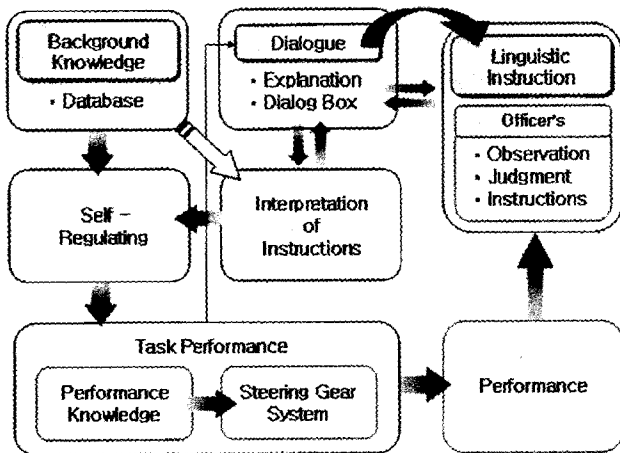 Background
Knowledge
• Database
Dialogue
• Explanation
• Dialog Box
Linguistic
Instruction
Officer's
• Observation
• Judgment
• Instructions
Self -
Regulating
Interpretation
of
Instructions
Task Performance
Performance
Knowledge
Steering Gear
System
Performance